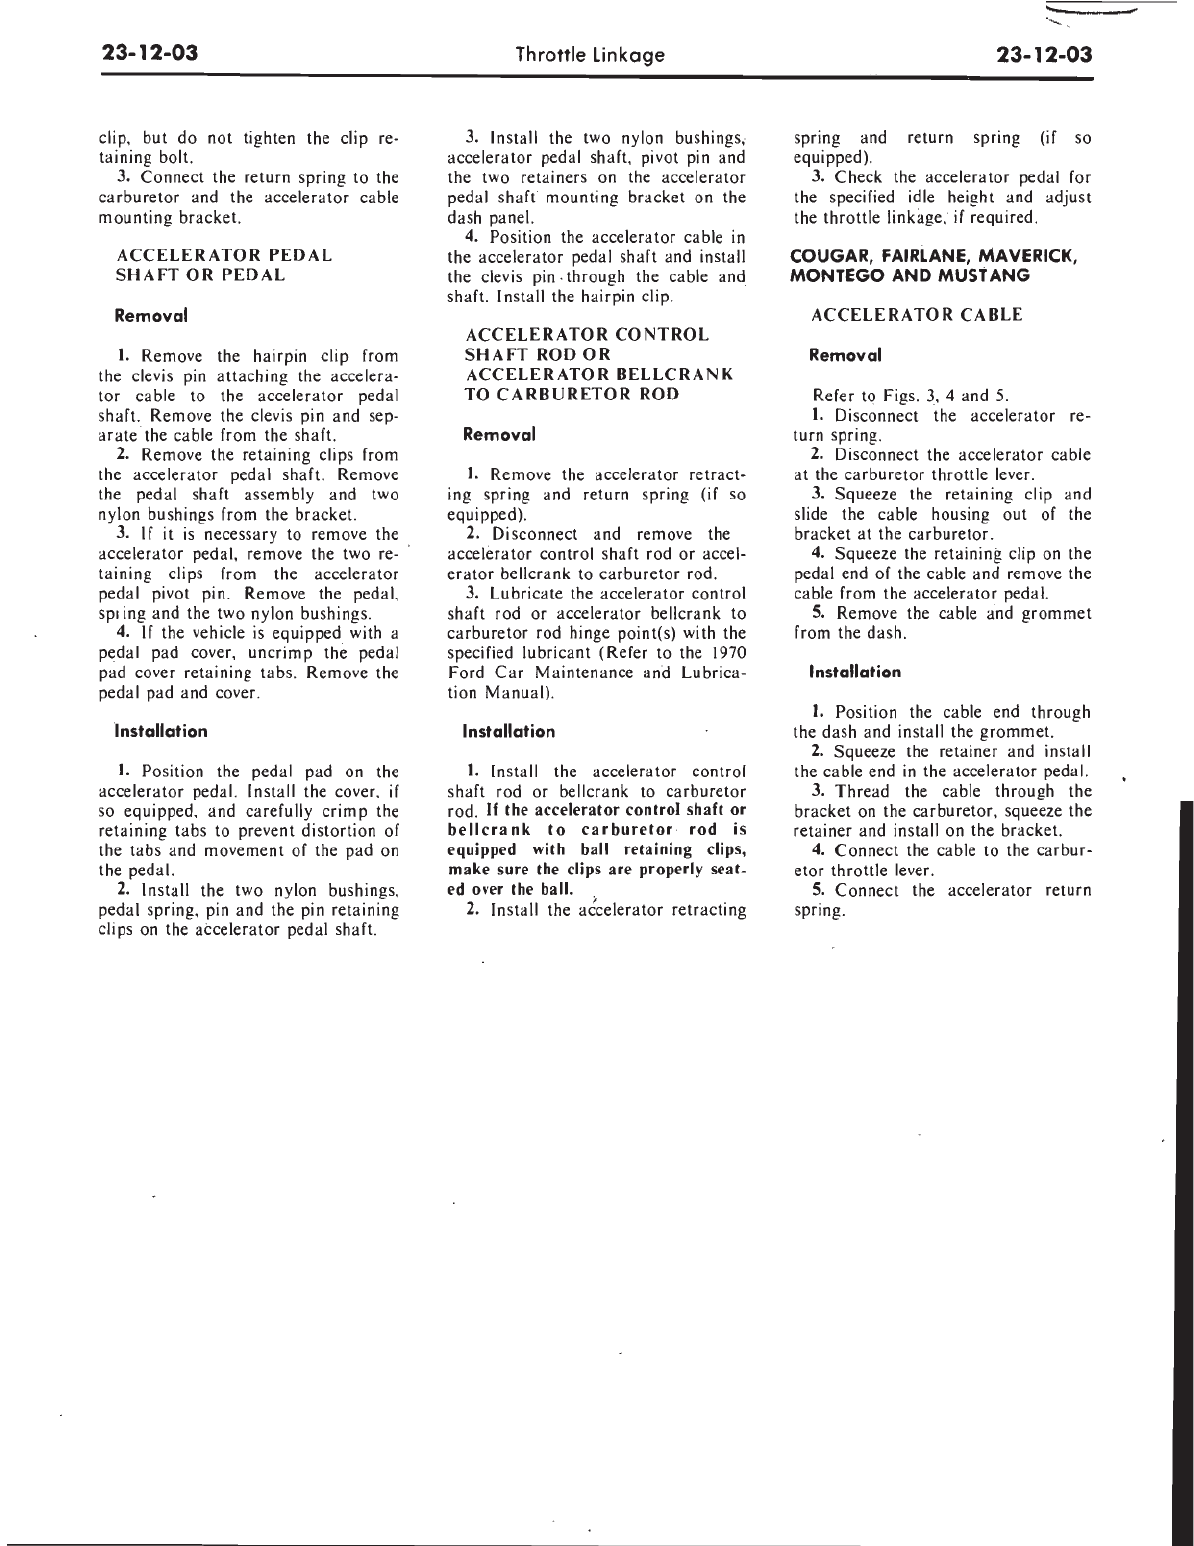 23-12-03 Throttle Linkage 23-12-03
clip, but do not tighten the clip re-
taining bolt.
3. Connect the return spring to the
carburetor and the accelerator cable
mounting bracket.
ACCELERATOR PEDAL
SHAFT OR PEDAL
Removal
1. Remove the hairpin clip from
the clevis pin attaching the accelera-
tor cable to the accelerator pedal
shaft. Remove the clevis pin and sep-
arate the cable from the shaft.
2. Remove the retaining clips from
the accelerator pedal shaft. Remove
the pedal shaft assembly and two
nylon bushings from the bracket.
3. If it is necessary to remove the
accelerator pedal, remove the two re-
taining clips from the accelerator
pedal pivot pin. Remove the pedal,
spring and the two nylon bushings.
4. If the vehicle is equipped with a
pedal pad cover, uncrimp the pedal
pad cover retaining tabs. Remove the
pedal pad and cover.
Installation
1. Position the pedal pad on the
accelerator pedal. Install the cover, if
so equipped, and carefully crimp the
retaining tabs to prevent distortion of
the tabs and movement of the pad on
the pedal.
2. Install the two nylon bushings,
pedal spring, pin and the pin retaining
clips on the accelerator pedal shaft.
3. Install the two nylon bushings,
accelerator pedal shaft, pivot pin and
the two retainers on the accelerator
pedal shaft mounting bracket on the
dash panel.
4. Position the accelerator cable in
the accelerator pedal shaft and install
the clevis pin through the cable and
shaft. Install the hairpin clip.
ACCELERATOR CONTROL
SHAFT ROD OR
ACCELERATOR BELLCRANK
TO CARBURETOR ROD
Removal
1. Remove the accelerator retract-
ing spring and return spring (if so
equipped).
2. Disconnect and remove the
accelerator control shaft rod or accel-
erator bellcrank to carburetor rod.
3. Lubricate the accelerator control
shaft rod or accelerator bellcrank to
carburetor rod hinge point(s) with the
specified lubricant (Refer to the 1970
Ford Car Maintenance and Lubrica-
tion Manual).
Installation
1. Install the accelerator control
shaft rod or bellcrank to carburetor
rod. If the accelerator control shaft or
bellcrank to carburetor rod is
equipped with ball retaining clips,
make sure the clips are properly seat-
ed over the ball.
2. Install the accelerator retracting
spring and return spring (if so
equipped).
3. Check the accelerator pedal for
the specified idle height and adjust
the throttle linkage, if required.
COUGAR, FAIRLANE, MAVERICK,
MONTEGO AND MUSTANG
ACCELERATOR CABLE
Removal
Refer to Figs. 3, 4 and 5.
1. Disconnect the accelerator re-
turn spring.
2. Disconnect the accelerator cable
at the carburetor throttle lever.
3. Squeeze the retaining clip and
slide the cable housing out of the
bracket at the carburetor.
4. Squeeze the retaining clip on the
pedal end of the cable and remove the
cable from the accelerator pedal.
5. Remove the cable and grommet
from the dash.
Installation
1. Position the cable end through
the dash and install the grommet.
2. Squeeze the retainer and install
the cable end in the accelerator pedal.
3. Thread the cable through the
bracket on the carburetor, squeeze the
retainer and install on the bracket.
4. Connect the cable to the carbur-
etor throttle lever.
5. Connect the accelerator return
spring.